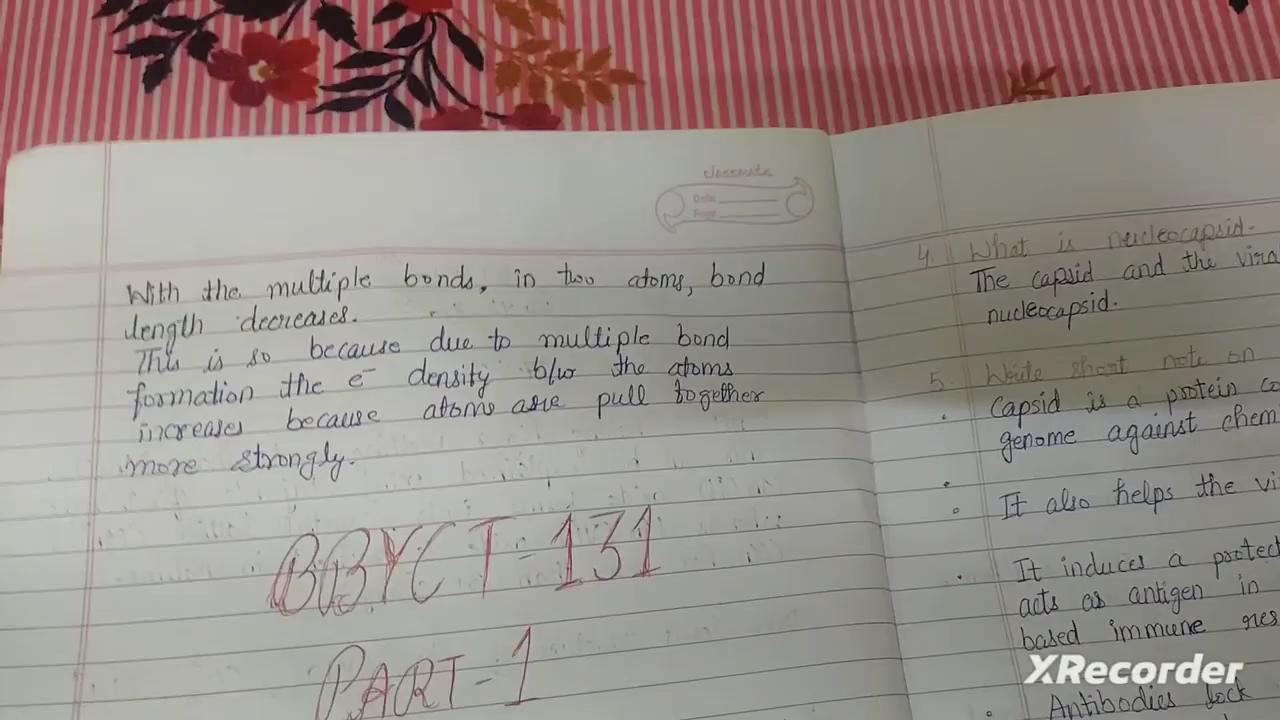 classmate
Date
Page
With the multiple bonds, in two atoms, bond
length decreases.
This is so because due to multiple bond
formation the e⁻ density b/w the atoms
increases because atoms are pull together
more strongly.
BBYCT-131
PART-1
4. What is nucleocapsid.
The capsid and the vira
nucleocapsid.
5. Write short note on
• Capsid is a protein co
genome against chem
• It also helps the vi
• It induces a protect
acts as antigen in
based immune res
• Antibodies lock
XRecorder